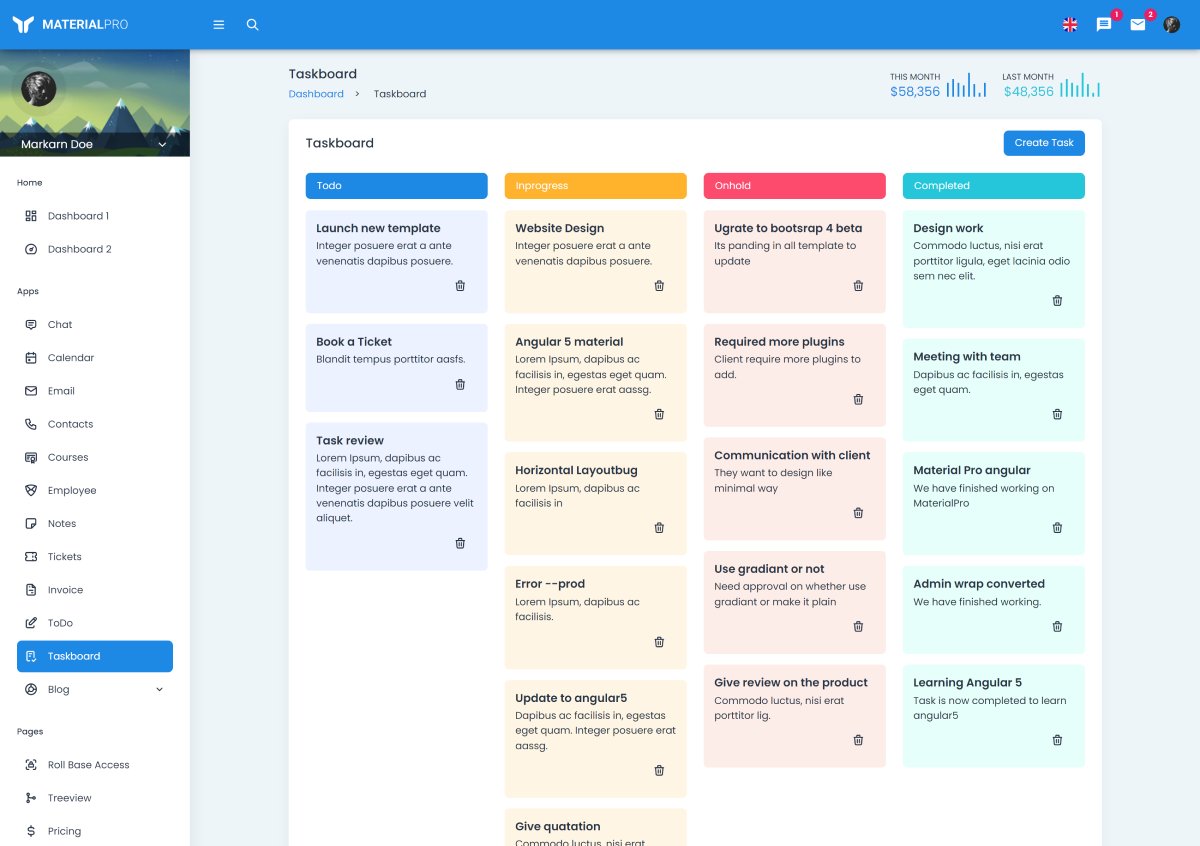 MATERIALPRO
1
2
Markarn Doe
Home
Dashboard 1
Dashboard 2
Apps
Chat
Calendar
Email
Contacts
Courses
Employee
Notes
Tickets
Invoice
ToDo
Taskboard
Blog
Pages
Roll Base Access
Treeview
Pricing
Taskboard
Dashboard > Taskboard
THIS MONTH
$58,356
LAST MONTH
$48,356
Taskboard
Create Task
Todo
Launch new template
Integer posuere erat a ante
venenatis dapibus posuere.
Book a Ticket
Blandit tempus porttitor aasfs.
Task review
Lorem Ipsum, dapibus ac
facilisis in, egestas eget quam.
Integer posuere erat a ante
venenatis dapibus posuere velit
aliquet.
Inprogress
Website Design
Integer posuere erat a ante
venenatis dapibus posuere.
Angular 5 material
Lorem Ipsum, dapibus ac
facilisis in, egestas eget quam.
Integer posuere erat aassg.
Horizontal Layoutbug
Lorem Ipsum, dapibus ac
facilisis in
Error --prod
Lorem Ipsum, dapibus ac
facilisis.
Update to angular5
Dapibus ac facilisis in, egestas
eget quam. Integer posuere erat
aassg.
Give quatation
Commodo luctus, nisi erat
Onhold
Ugrate to bootsrap 4 beta
Its panding in all template to
update
Required more plugins
Client require more plugins to
add.
Communication with client
They want to design like
minimal way
Use gradiant or not
Need approval on whether use
gradiant or make it plain
Give review on the product
Commodo luctus, nisi erat
porttitor lig.
Completed
Design work
Commodo luctus, nisi erat
porttitor ligula, eget lacinia odio
sem nec elit.
Meeting with team
Dapibus ac facilisis in, egestas
eget quam.
Material Pro angular
We have finished working on
MaterialPro
Admin wrap converted
We have finished working.
Learning Angular 5
Task is now completed to learn
angular5